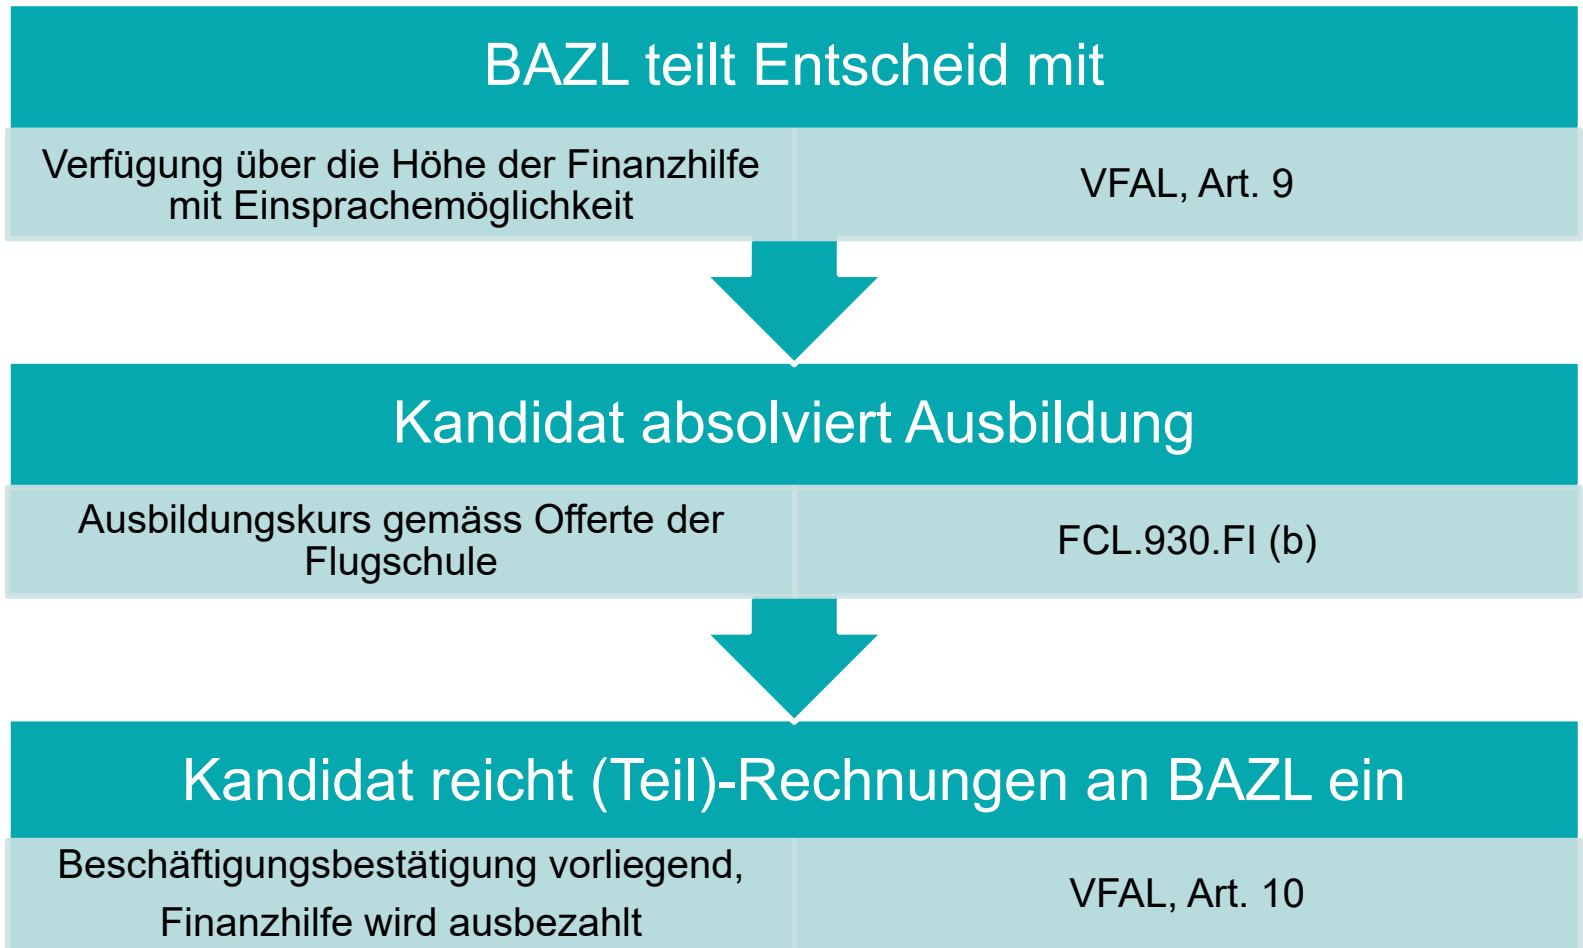 BAZL teilt Entscheid mit
Verfügung über die Höhe der Finanzhilfe
mit Einsprachemöglichkeit
VFAL, Art. 9
Kandidat absolviert Ausbildung
Ausbildungskurs gemäss Offerte der
Flugschule
FCL.930.FI (b)
Kandidat reicht (Teil)-Rechnungen an BAZL ein
Beschäftigungsbestätigung vorliegend,
Finanzhilfe wird ausbezahlt
VFAL, Art. 10